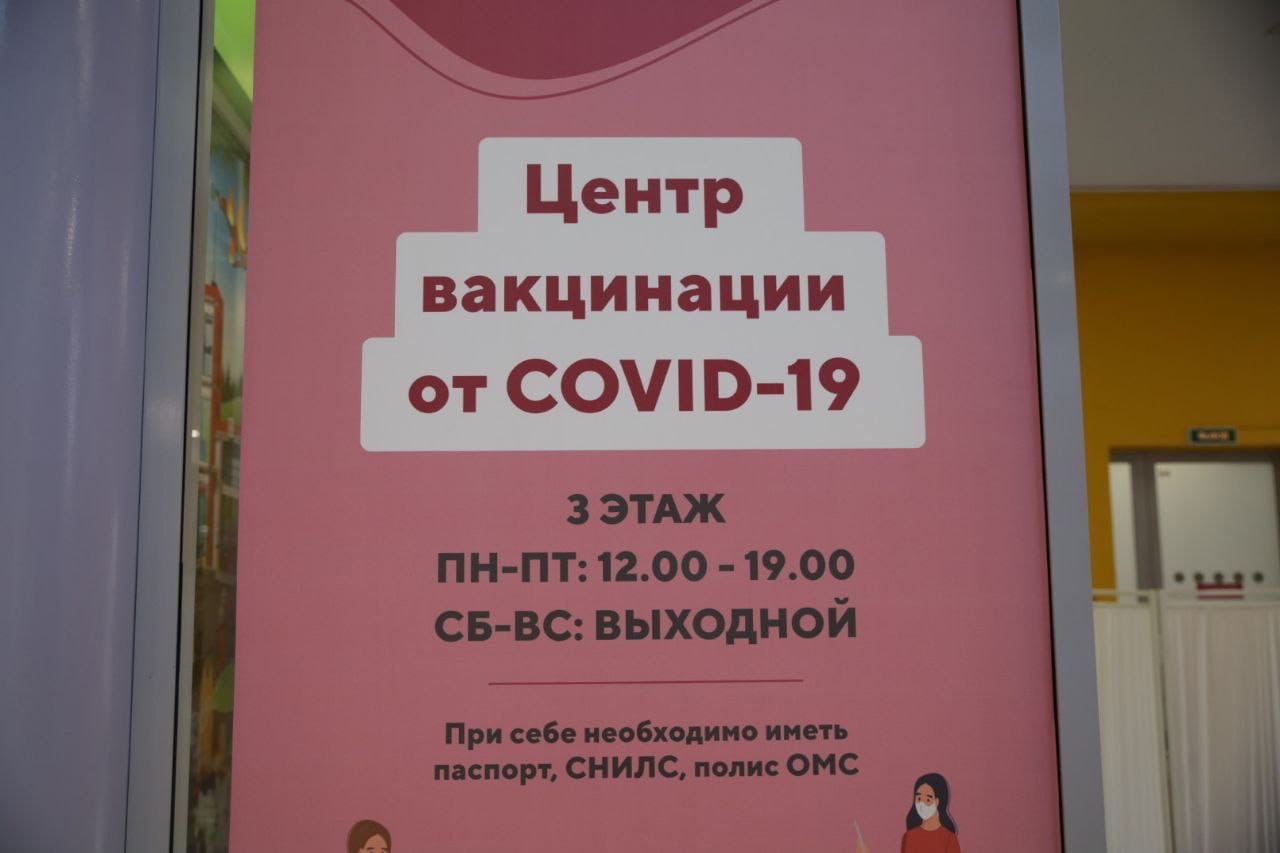 Центр
вакцинации
от COVID-19
3 ЭТАЖ
ПН-ПТ: 12.00 - 19.00
СБ-ВС: ВЫХОДНОЙ
При себе необходимо иметь
паспорт, СНИЛС, полис ОМС